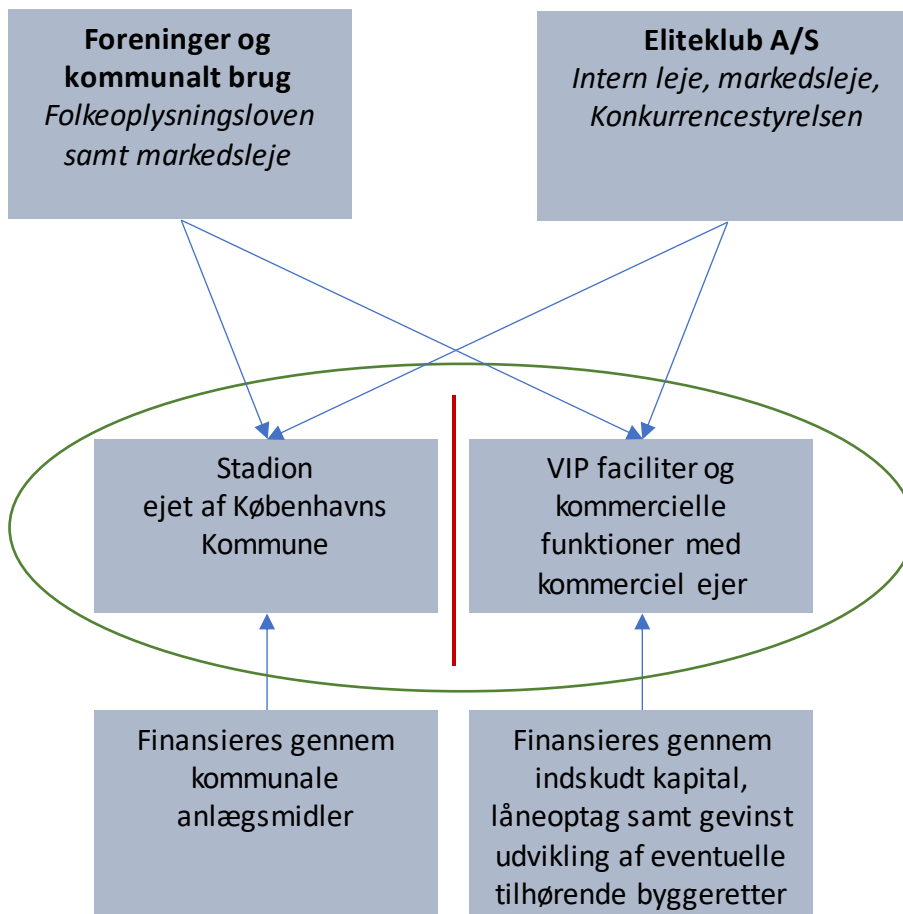 Foreninger og
kommunalt brug
Folkeoplysningsloven
samt markedsleje
Eliteklub A/S
Intern leje, markedsleje,
Konkurrencestyrelsen
Stadion
ejet af Københavns
Kommune
VIP faciliter og
kommercielle
funktioner med
kommerciel ejer
Finansieres gennem
kommunale
anlægsmidler
Finansieres gennem
indskudt kapital,
låneoptag samt gevinst
udvikling af eventuelle
tilhørende byggeretter